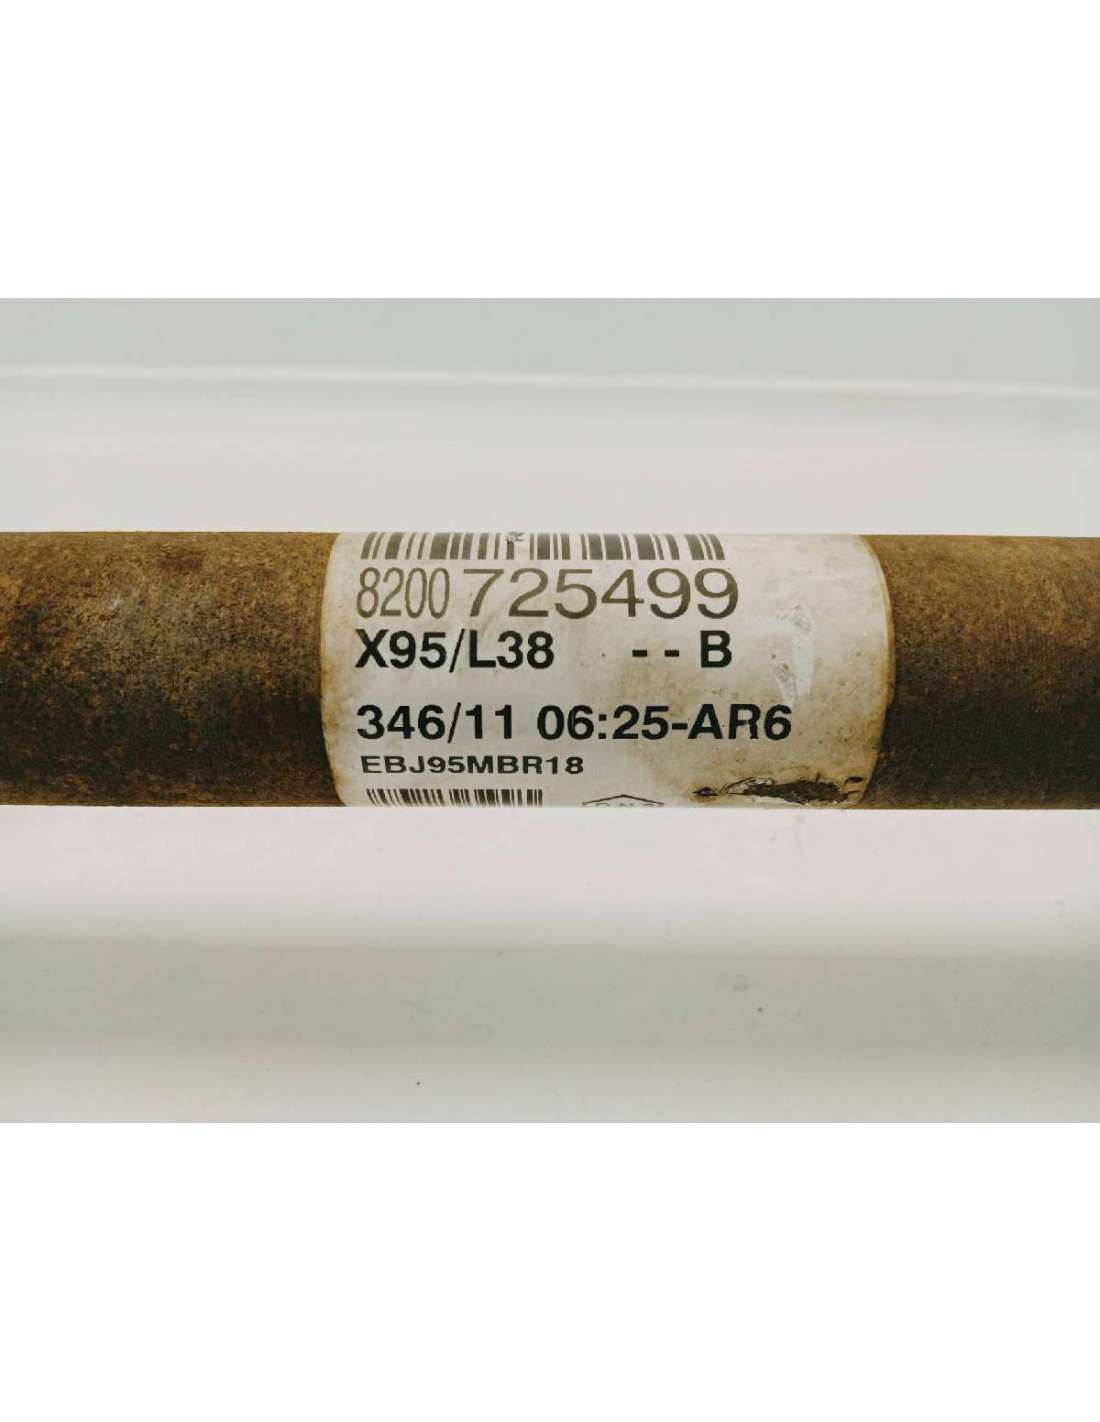 8200 725499
X95/L38 - - B
346/11 06:25-AR6
EBJ95MBR18